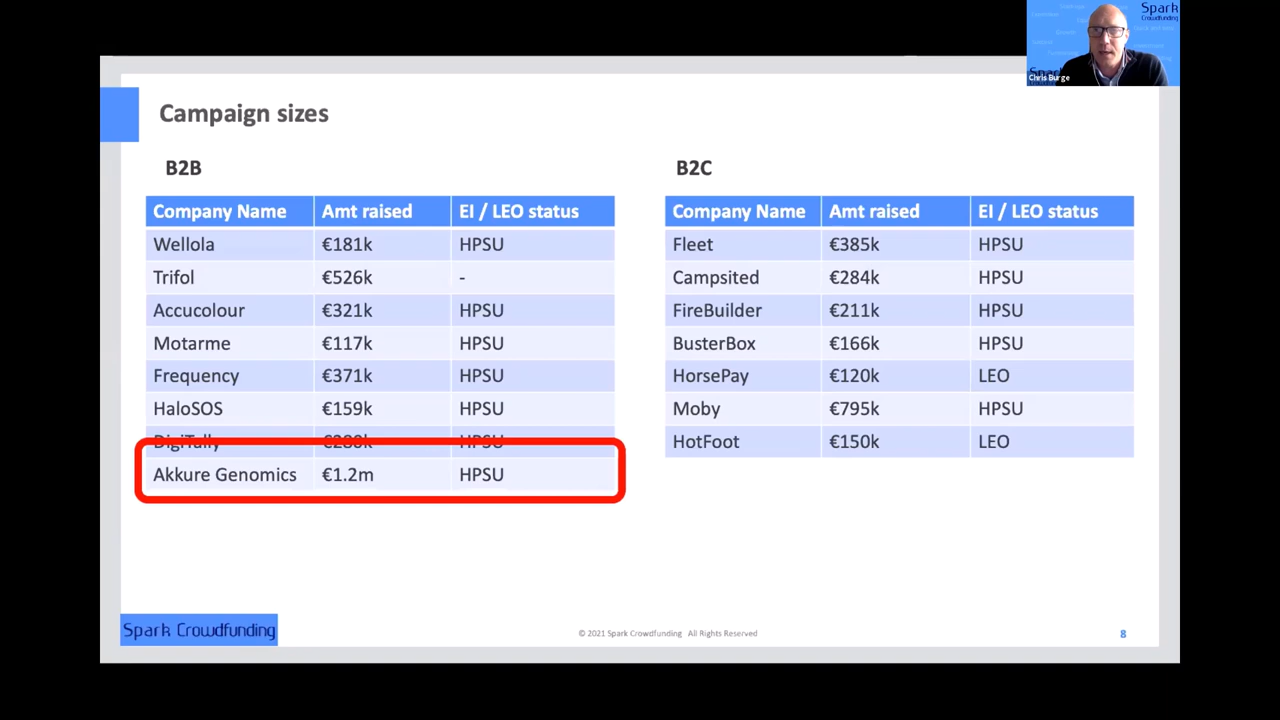 Spark
Crowdfunding
Chris Burge
Campaign sizes
B2B
Company Name Amt raised EI / LEO status
Wellola €181k HPSU
Trifol €526k -
Accucolour €321k HPSU
Motarme €117k HPSU
Frequency €371k HPSU
HaloSOS €159k HPSU
DigiTally €280k HPSU
Akkure Genomics €1.2m HPSU
B2C
Company Name Amt raised EI / LEO status
Fleet €385k HPSU
Campsited €284k HPSU
FireBuilder €211k HPSU
BusterBox €166k HPSU
HorsePay €120k LEO
Moby €795k HPSU
HotFoot €150k LEO
Spark Crowdfunding
© 2021 Spark Crowdfunding All Rights Reserved
8